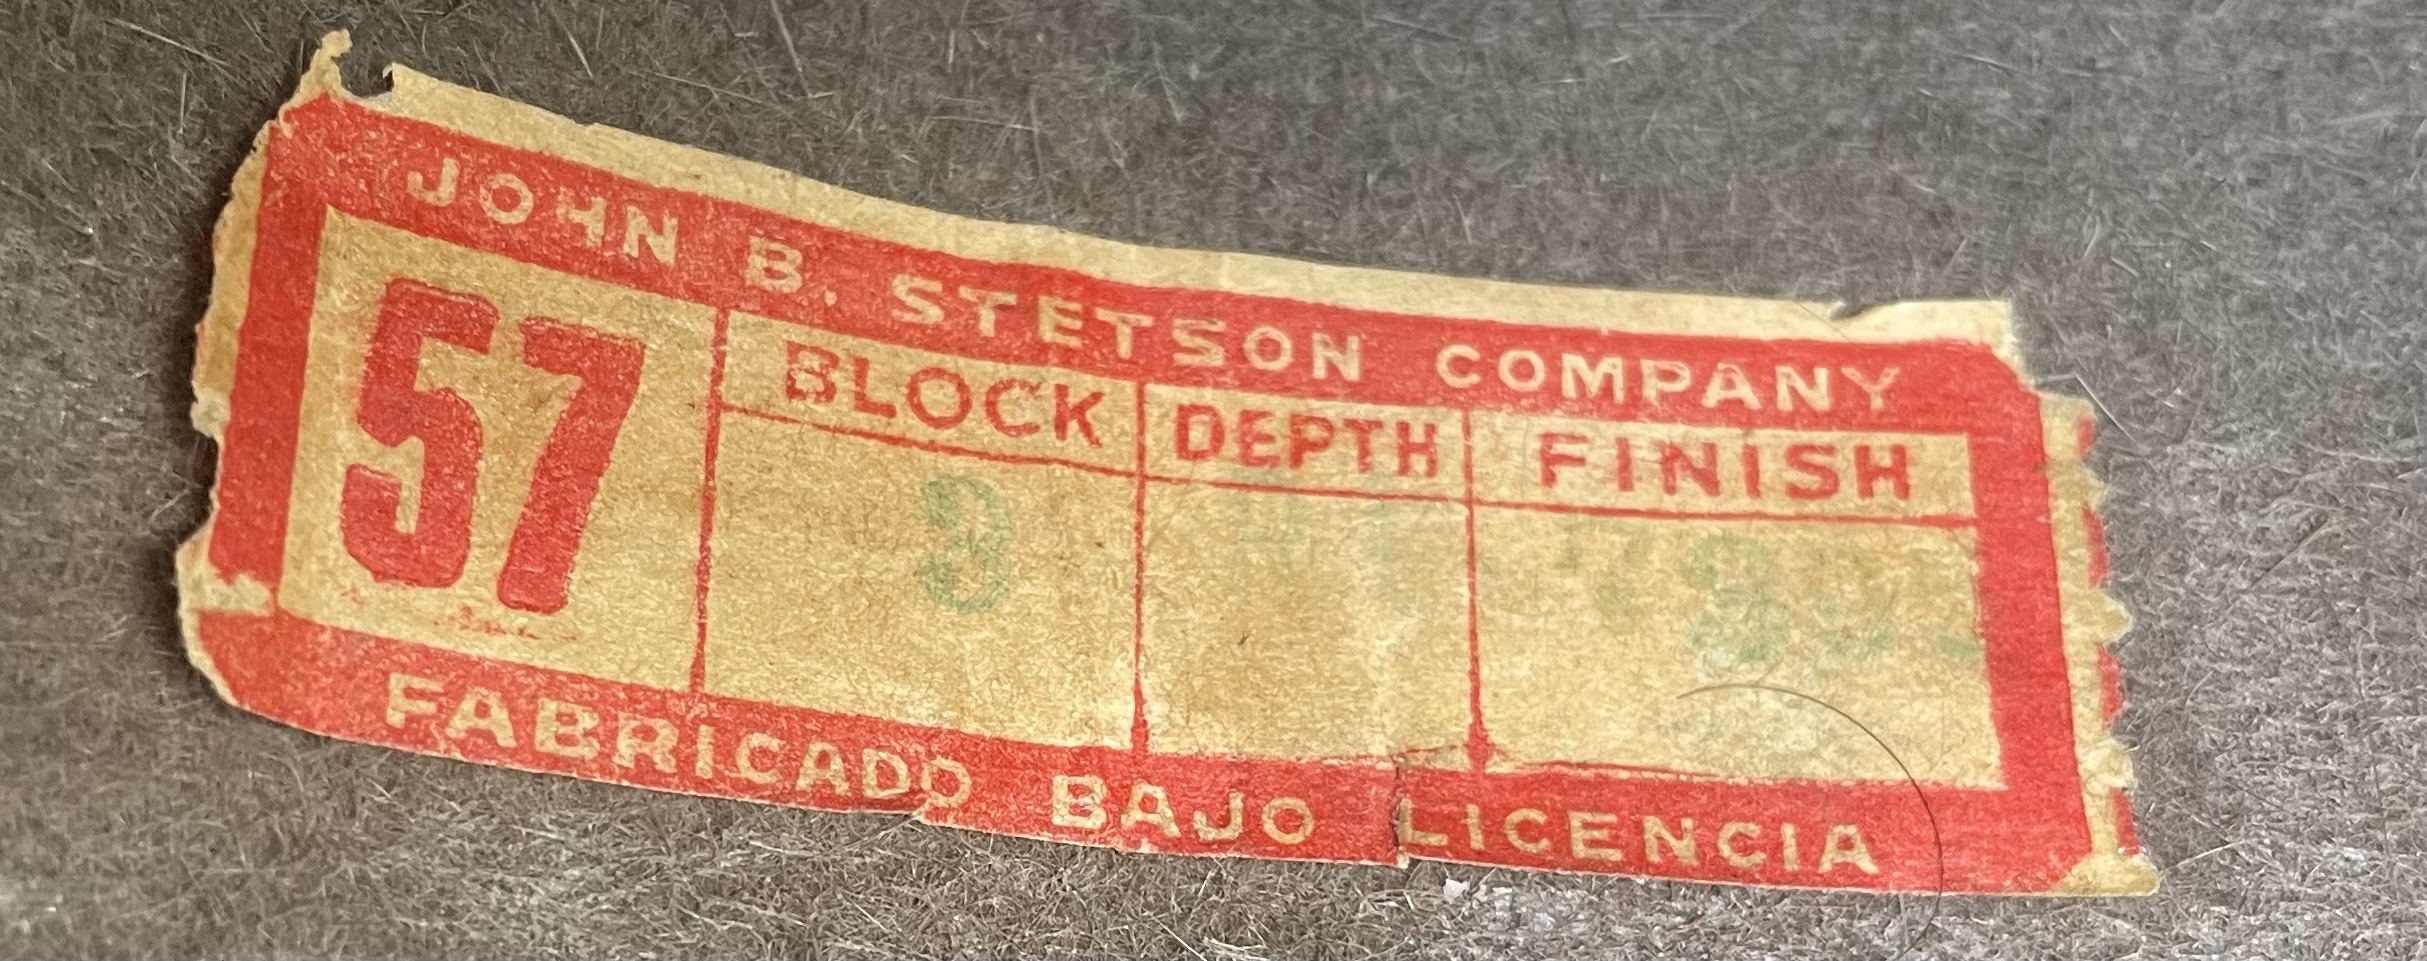 JOHN B. STETSON COMPANY
57 BLOCK DEPTH FINISH
3
FABRICADO BAJO LICENCIA